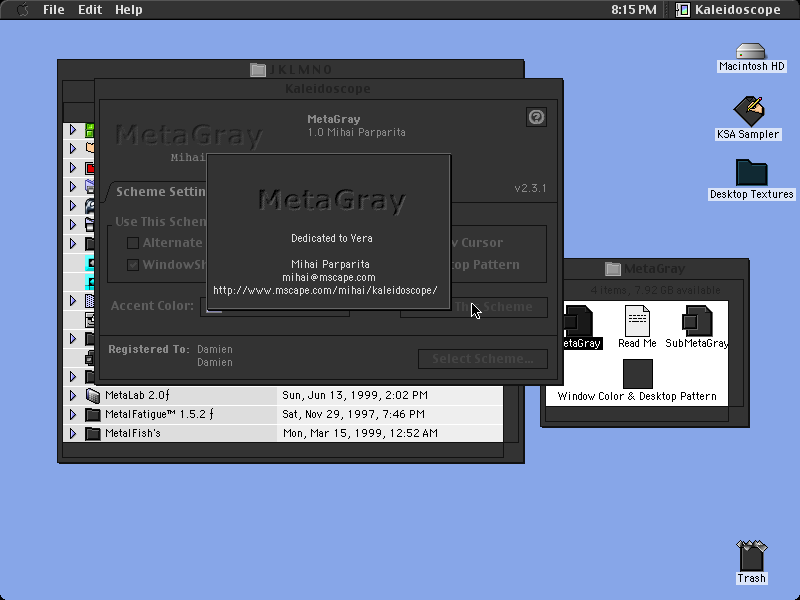 File Edit Help
8:15 PM Kaleidoscope
Macintosh HD
KSA Sampler
Desktop Textures
Trash
JKLMNO
Kaleidoscope
MetaGray
Mihai
MetaGray
1.0 Mihai Parparita
v2.3.1
Scheme Settin
Use This Schem
Alternate
WindowSh
v Cursor
top Pattern
Accent Color:
This Scheme
Registered To: Damien
Damien
Select Scheme...
MetaGray
Dedicated to Yera
Mihai Parparita
mihai@mscape.com
http://www.mscape.com/mihai/kaleidoscope/
MetaLab 2.0ƒ Sun, Jun 13, 1999, 2:02 PM
MetalFatigue™ 1.5.2 ƒ Sat, Nov 29, 1997, 7:46 PM
MetalFish's Mon, Mar 15, 1999, 12:52 AM
MetaGray
4 items, 7.92 GB available
etaGray
Read Me
SubMetaGray
Window Color & Desktop Pattern